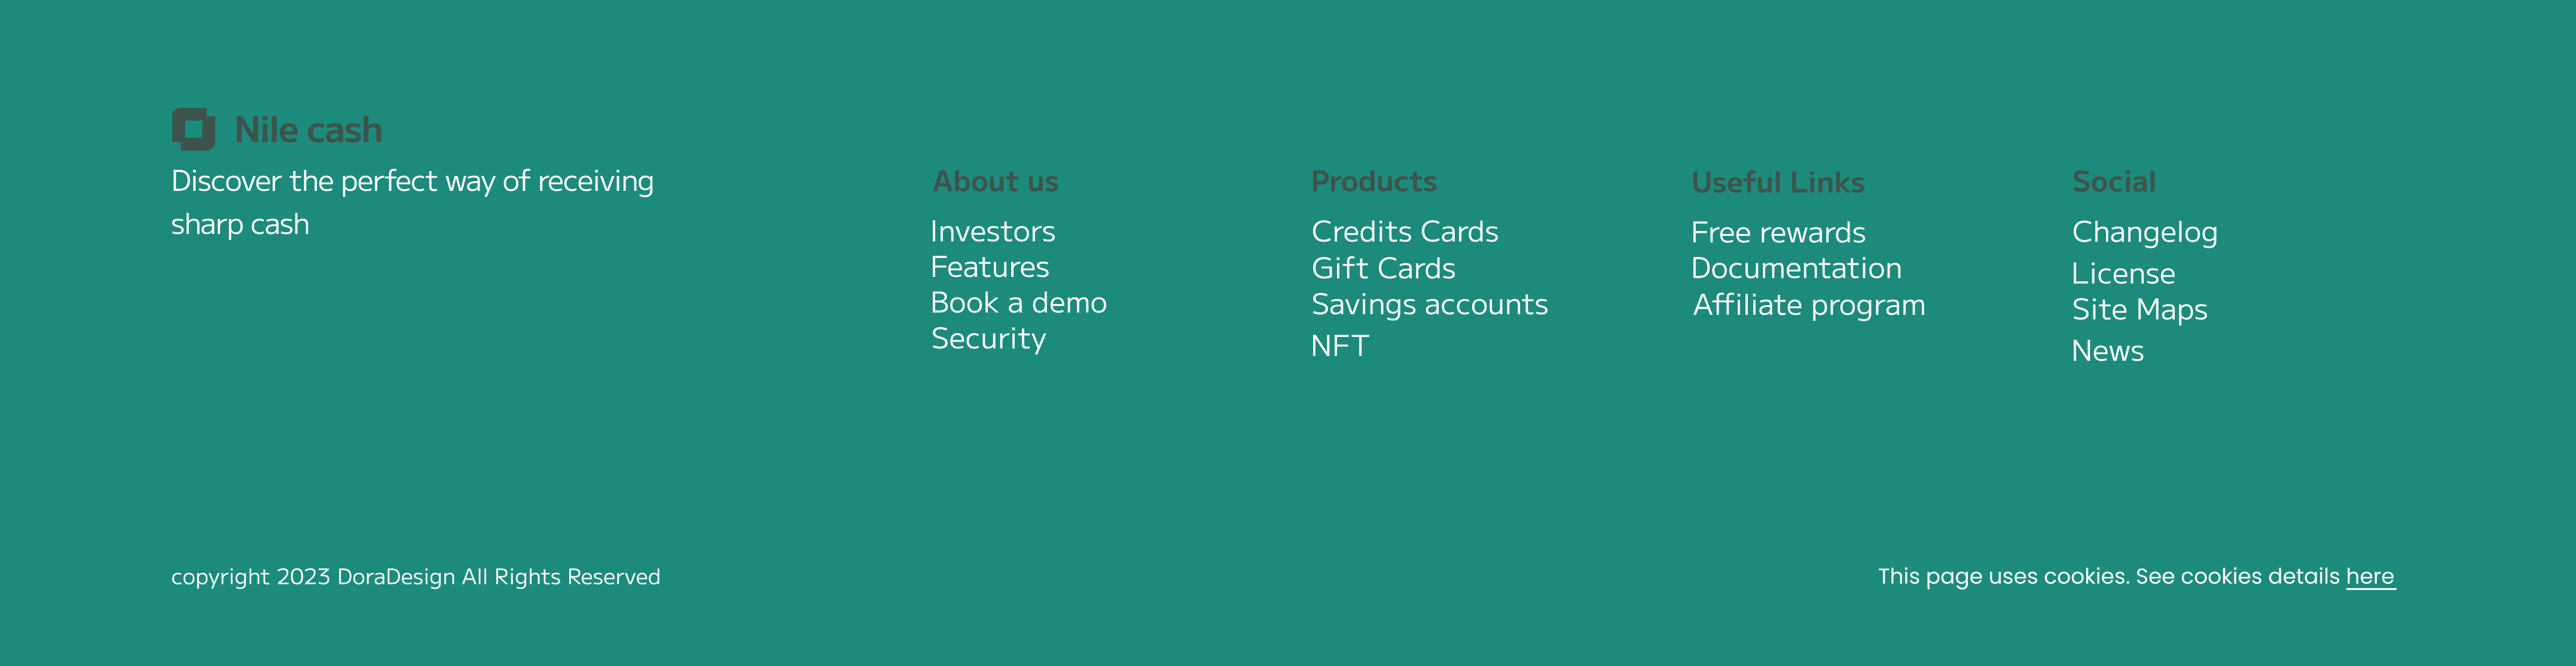 Nile cash
Discover the perfect way of receiving
sharp cash
About us
Investors
Features
Book a demo
Security
Products
Credits Cards
Gift Cards
Savings accounts
NFT
Useful Links
Free rewards
Documentation
Affiliate program
Social
Changelog
License
Site Maps
News
copyright 2023 DoraDesign All Rights Reserved
This page uses cookies. See cookies details here